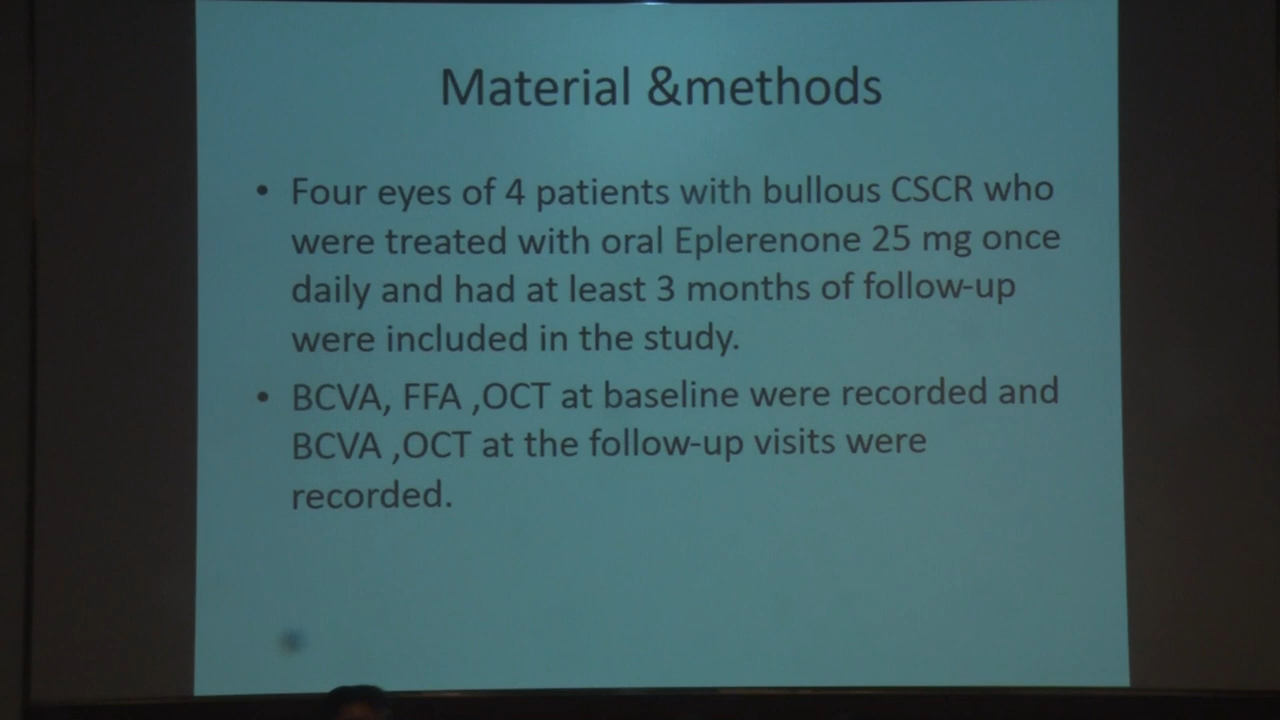 Material &methods
• Four eyes of 4 patients with bullous CSCR who
were treated with oral Eplerenone 25 mg once
daily and had at least 3 months of follow-up
were included in the study.
• BCVA, FFA ,OCT at baseline were recorded and
BCVA ,OCT at the follow-up visits were
recorded.